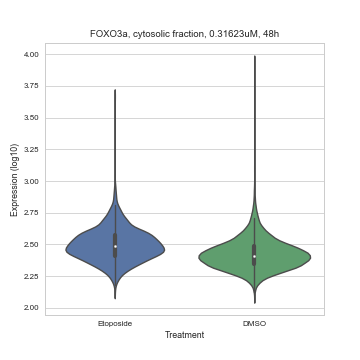 FOXO3a, cytosolic fraction, 0.31623uM, 48h
4.00
3.75
3.50
3.25
3.00
2.75
2.50
2.25
2.00
Expression (log10)
Etoposide
DMSO
Treatment